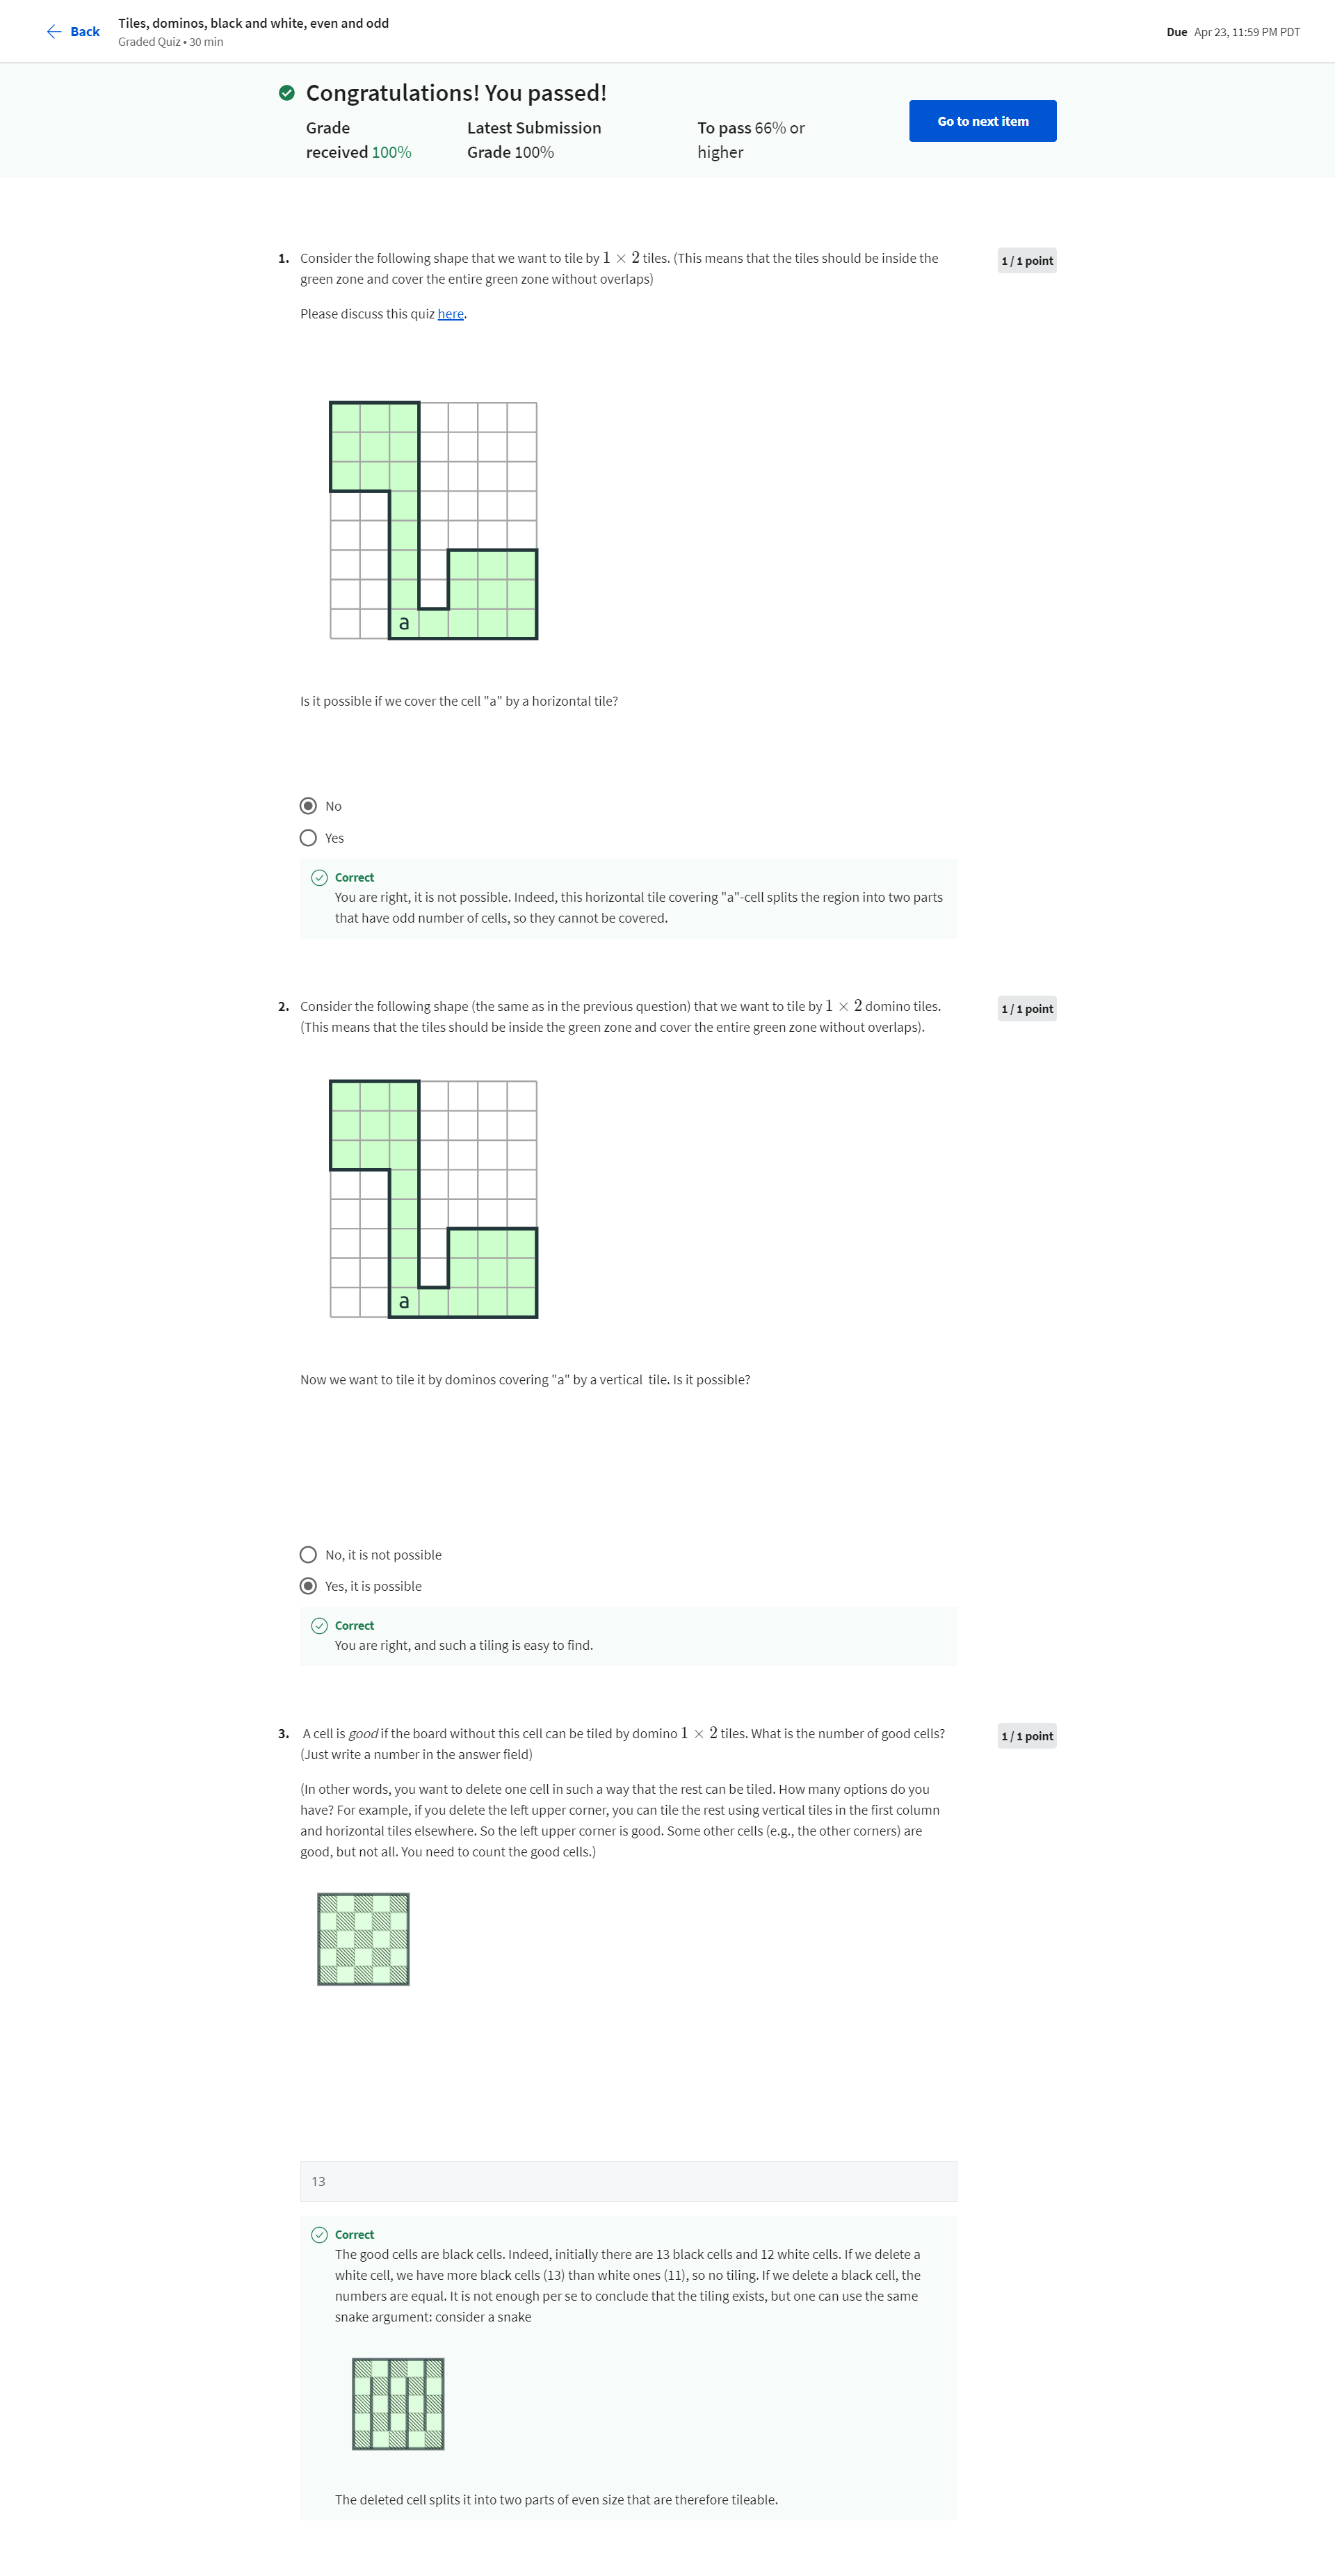 Back
Tiles, dominos, black and white, even and odd
Graded Quiz • 30 min
Due Apr 23, 11:59 PM PDT
Congratulations! You passed!
Grade received 100%
Latest Submission Grade 100%
To pass 66% or higher
Go to next item
1. Consider the following shape that we want to tile by 1 × 2 tiles. (This means that the tiles should be inside the
green zone and cover the entire green zone without overlaps)
1 / 1 point
Please discuss this quiz here.
a
Is it possible if we cover the cell "a" by a horizontal tile?
No
Yes
Correct
You are right, it is not possible. Indeed, this horizontal tile covering "a"-cell splits the region into two parts
that have odd number of cells, so they cannot be covered.
2. Consider the following shape (the same as in the previous question) that we want to tile by 1 × 2 domino tiles.
(This means that the tiles should be inside the green zone and cover the entire green zone without overlaps).
1 / 1 point
a
Now we want to tile it by dominos covering "a" by a vertical  tile. Is it possible?
No, it is not possible
Yes, it is possible
Correct
You are right, and such a tiling is easy to find.
3. A cell is good if the board without this cell can be tiled by domino 1 × 2 tiles. What is the number of good cells?
(Just write a number in the answer field)
1 / 1 point
(In other words, you want to delete one cell in such a way that the rest can be tiled. How many options do you
have? For example, if you delete the left upper corner, you can tile the rest using vertical tiles in the first column
and horizontal tiles elsewhere. So the left upper corner is good. Some other cells (e.g., the other corners) are
good, but not all. You need to count the good cells.)
13
Correct
The good cells are black cells. Indeed, initially there are 13 black cells and 12 white cells. If we delete a
white cell, we have more black cells (13) than white ones (11), so no tiling. If we delete a black cell, the
numbers are equal. It is not enough per se to conclude that the tiling exists, but one can use the same
snake argument: consider a snake
The deleted cell splits it into two parts of even size that are therefore tileable.